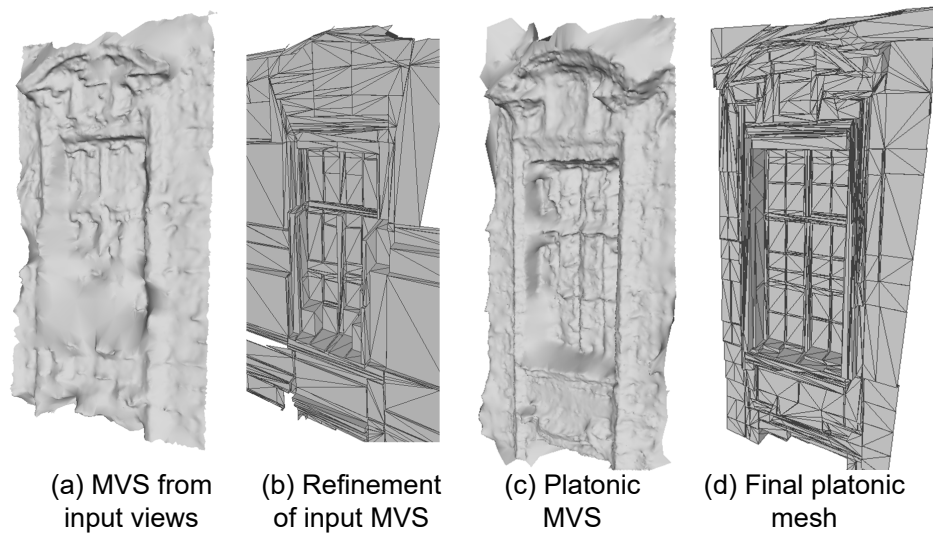 (a) MVS from
input views
(b) Refinement
of input MVS
(c) Platonic
MVS
(d) Final platonic
mesh